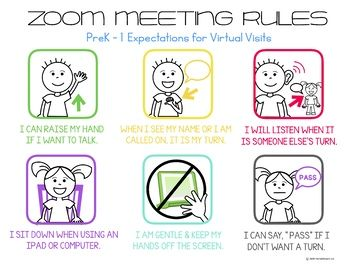 ZOOM MEETING RULES
PreK - 1 Expectations for Virtual Visits
I CAN RAISE MY HAND
IF I WANT TO TALK.
WHEN I SEE MY NAME OR I AM
CALLED ON, IT IS MY TURN.
I WILL LISTEN WHEN IT
IS SOMEONE ELSE'S TURN.
I SIT DOWN WHEN USING AN
IPAD OR COMPUTER.
I AM GENTLE & KEEP MY
HANDS OFF THE SCREEN.
PASS
I CAN SAY, "PASS" IF I
DON'T WANT A TURN.